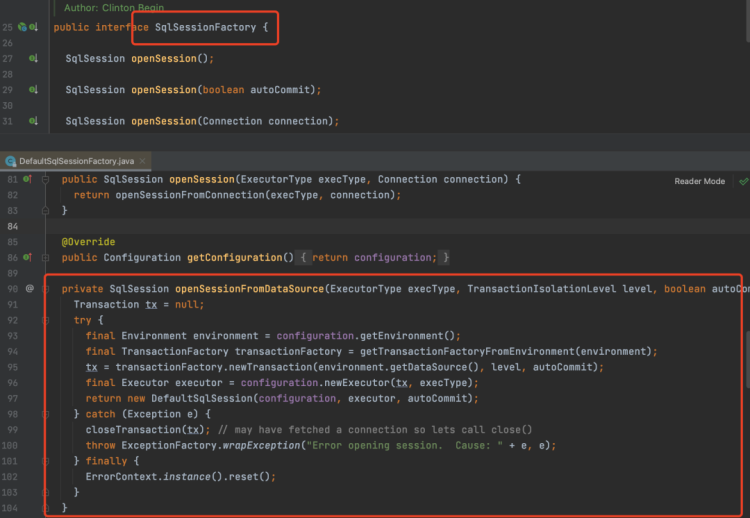 Author: Clinton Begin
25 public interface SqlSessionFactory {
26
27 SqlSession openSession();
28
29 SqlSession openSession(boolean autoCommit);
30
31 SqlSession openSession(Connection connection);
DefaultSqlSessionFactory.java
Reader Mode
81 public SqlSession openSession(ExecutorType execType, Connection connection) {
82 return openSessionFromConnection(execType, connection);
83 }
84
85 @Override
86 public Configuration getConfiguration() { return configuration; }
89
90 @ private SqlSession openSessionFromDataSource(ExecutorType execType, TransactionIsolationLevel level, boolean autoCom
91 Transaction tx = null;
92 try {
93 final Environment environment = configuration.getEnvironment();
94 final TransactionFactory transactionFactory = getTransactionFactoryFromEnvironment(environment);
95 tx = transactionFactory.newTransaction(environment.getDataSource(), level, autoCommit);
96 final Executor executor = configuration.newExecutor(tx, execType);
97 return new DefaultSqlSession(configuration, executor, autoCommit);
98 } catch (Exception e) {
99 closeTransaction(tx); // may have fetched a connection so lets call close()
100 throw ExceptionFactory.wrapException("Error opening session.  Cause: " + e, e);
101 } finally {
102 ErrorContext.instance().reset();
103 }
104 }